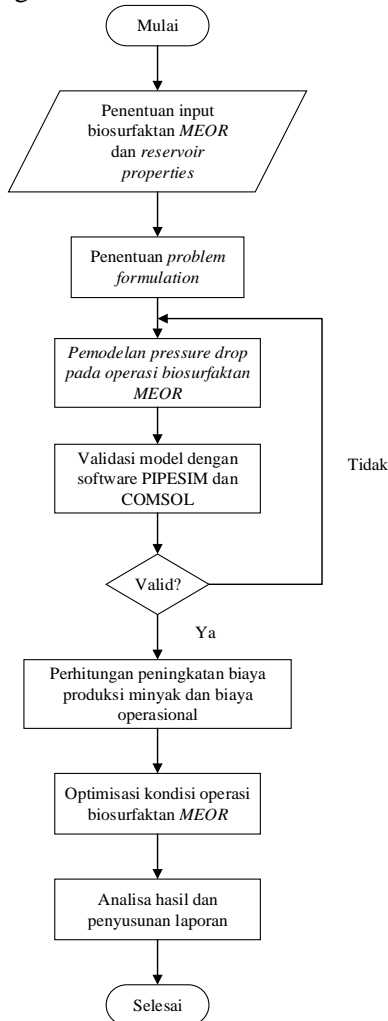 g
Mulai
Penentuan input
biosurfaktan MEOR
dan reservoir
properties
Penentuan problem
formulation
Pemodelan pressure drop
pada operasi biosurfaktan
MEOR
Validasi model dengan
software PIPESIM dan
COMSOL
Tidak
Valid?
Ya
Perhitungan peningkatan biaya
produksi minyak dan biaya
operasional
Optimisasi kondisi operasi
biosurfaktan MEOR
Analisa hasil dan
penyusunan laporan
Selesai